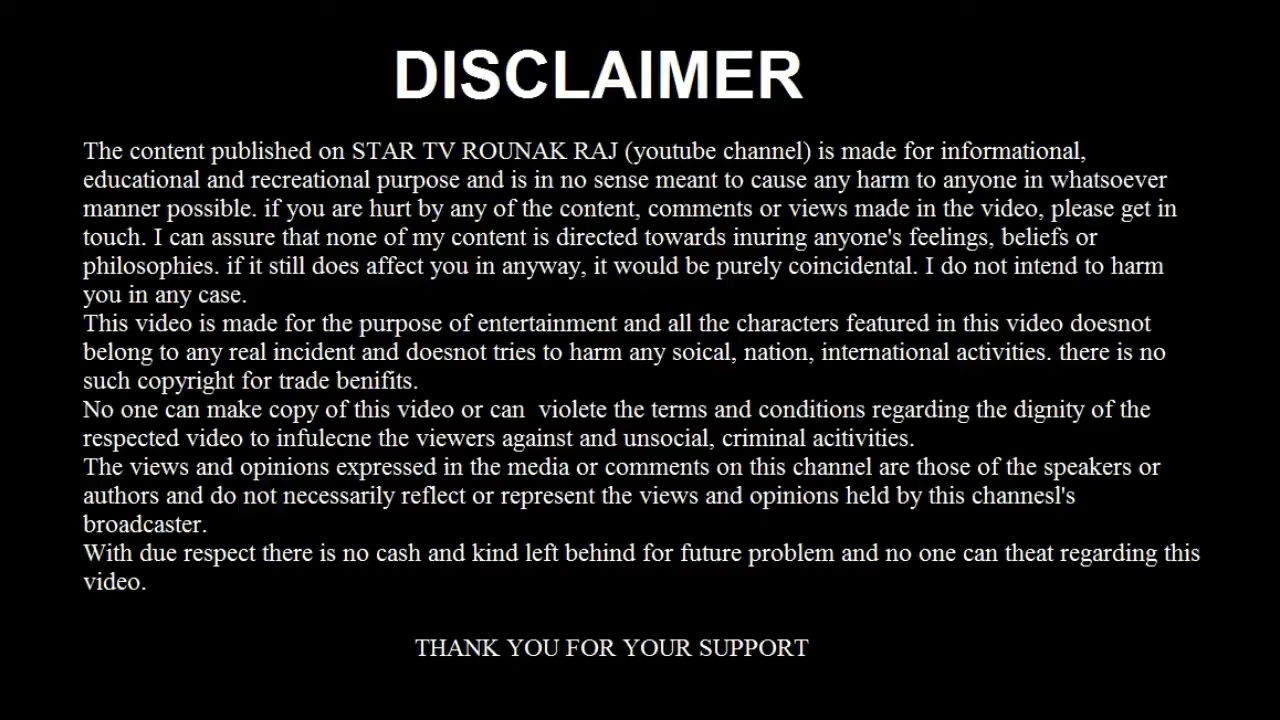 DISCLAIMER
The content published on STAR TV ROUNAK RAJ (youtube channel) is made for informational,
educational and recreational purpose and is in no sense meant to cause any harm to anyone in whatsoever
manner possible. if you are hurt by any of the content, comments or views made in the video, please get in
touch. I can assure that none of my content is directed towards inuring anyone's feelings, beliefs or
philosophies. if it still does affect you in anyway, it would be purely coincidental. I do not intend to harm
you in any case.
This video is made for the purpose of entertainment and all the characters featured in this video doesnot
belong to any real incident and doesnot tries to harm any soical, nation, international activities. there is no
such copyright for trade benifits.
No one can make copy of this video or can  violete the terms and conditions regarding the dignity of the
respected video to infulecne the viewers against and unsocial, criminal acitivities.
The views and opinions expressed in the media or comments on this channel are those of the speakers or
authors and do not necessarily reflect or represent the views and opinions held by this channesl's
broadcaster.
With due respect there is no cash and kind left behind for future problem and no one can theat regarding this
video.
THANK YOU FOR YOUR SUPPORT